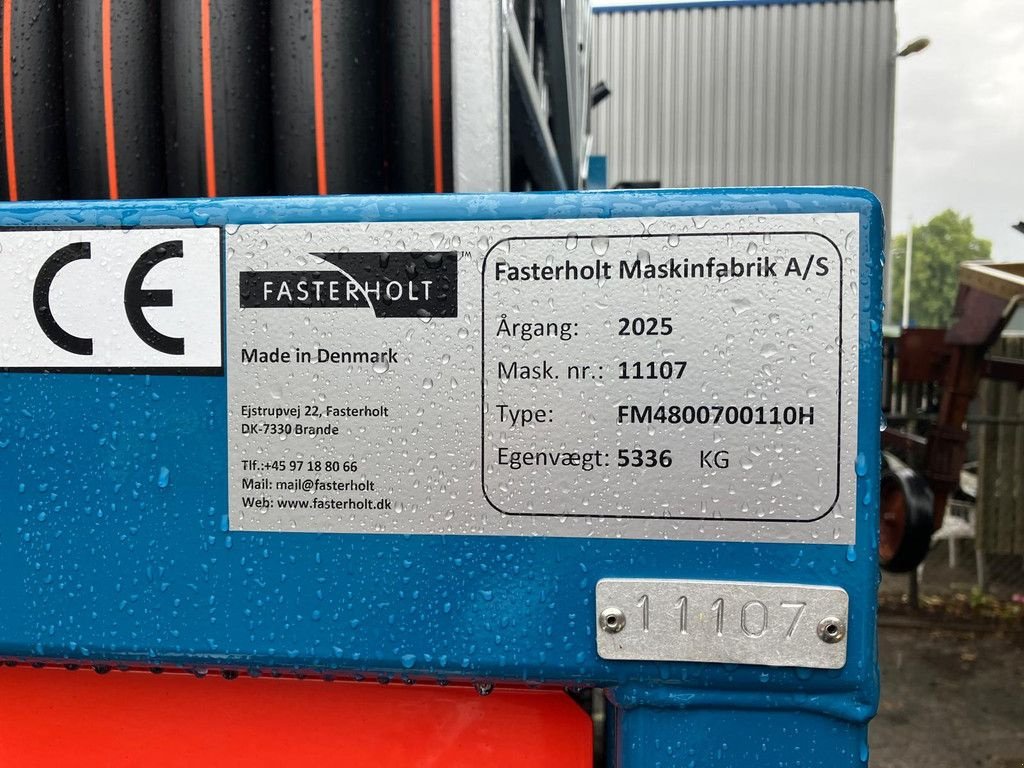 CE
FASTERHOLT™
Made in Denmark
Ejstrupvej 22, Fasterholt
DK-7330 Brande
Tlf.:+45 97 18 80 66
Mail: mail@fasterholt
Web: www.fasterholt.dk
Fasterholt Maskinfabrik A/S
Årgang: 2025
Mask. nr.: 11107
Type: FM4800700110H
Egenvægt: 5336 KG
11107